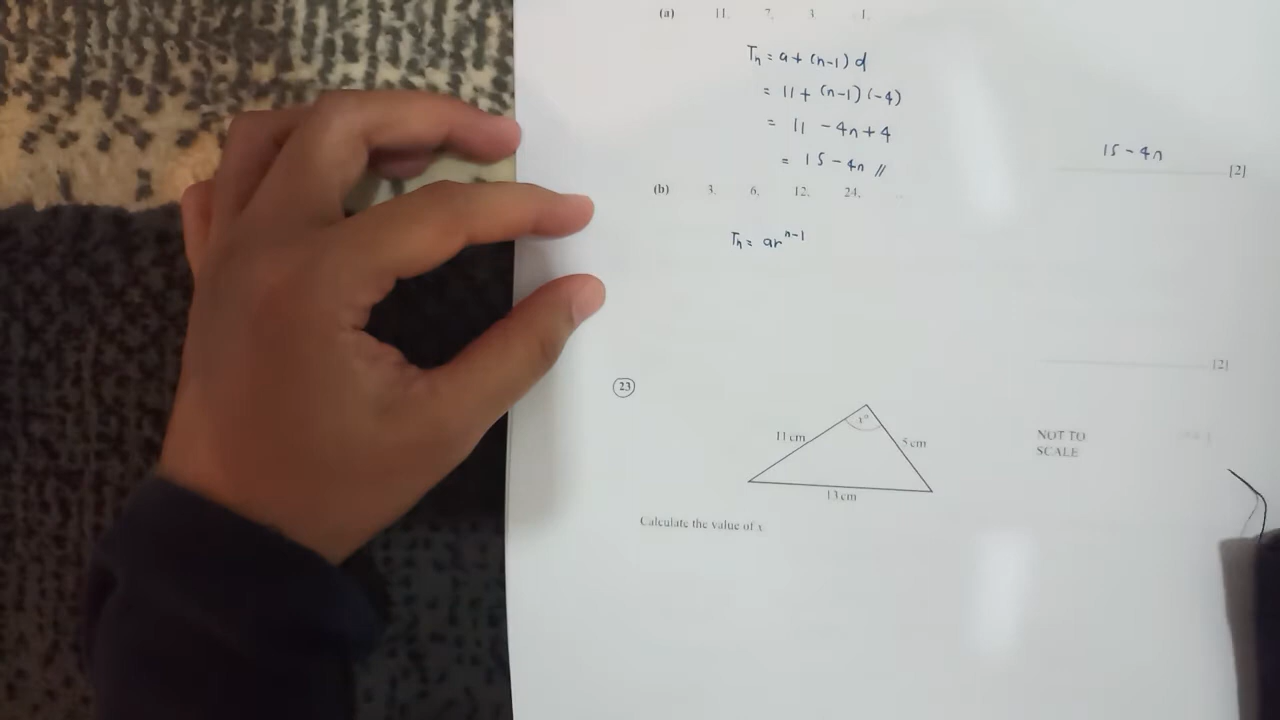 (a) 11, 7, 3, 1,
Tn = a + (n-1) d
= 11 + (n-1) (-4)
= 11 - 4n + 4
= 15 - 4n //
15 - 4n [2]
(b) 3, 6, 12, 24,
Tn = ar^n-1
[2]
23
x°
11 cm
5 cm
13 cm
NOT TO
SCALE
Calculate the value of x